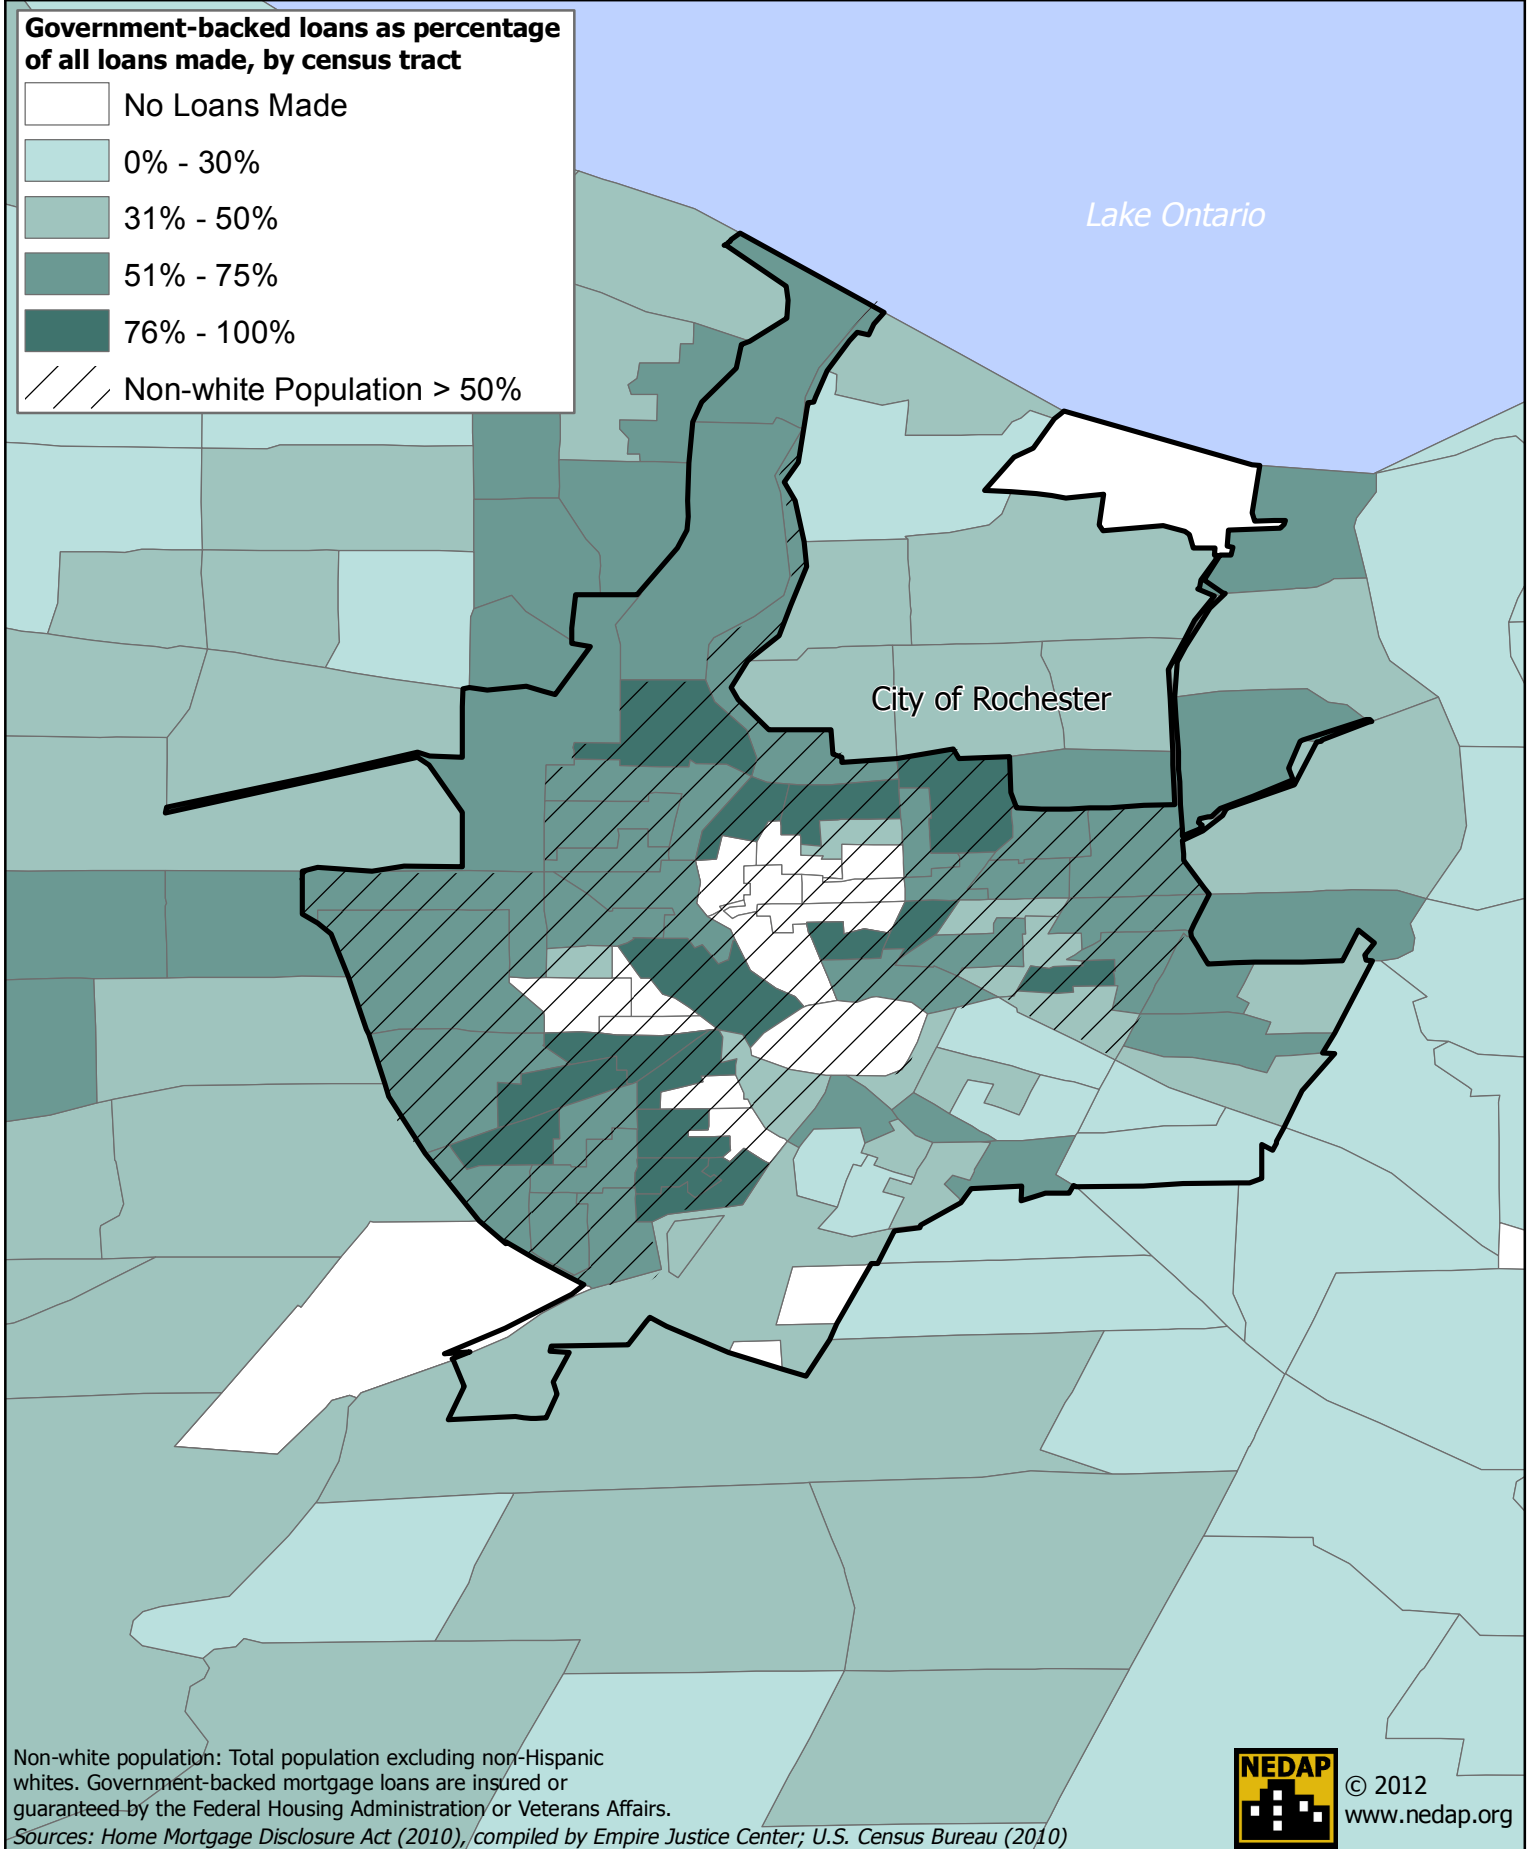 Government-backed loans as percentage
of all loans made, by census tract
No Loans Made
0% - 30%
31% - 50%
51% - 75%
76% - 100%
Non-white Population > 50%
Lake Ontario
City of Rochester
Non-white population: Total population excluding non-Hispanic
whites. Government-backed mortgage loans are insured or
guaranteed by the Federal Housing Administration or Veterans Affairs.
Sources: Home Mortgage Disclosure Act (2010), compiled by Empire Justice Center; U.S. Census Bureau (2010)
NEDAP
© 2012
www.nedap.org